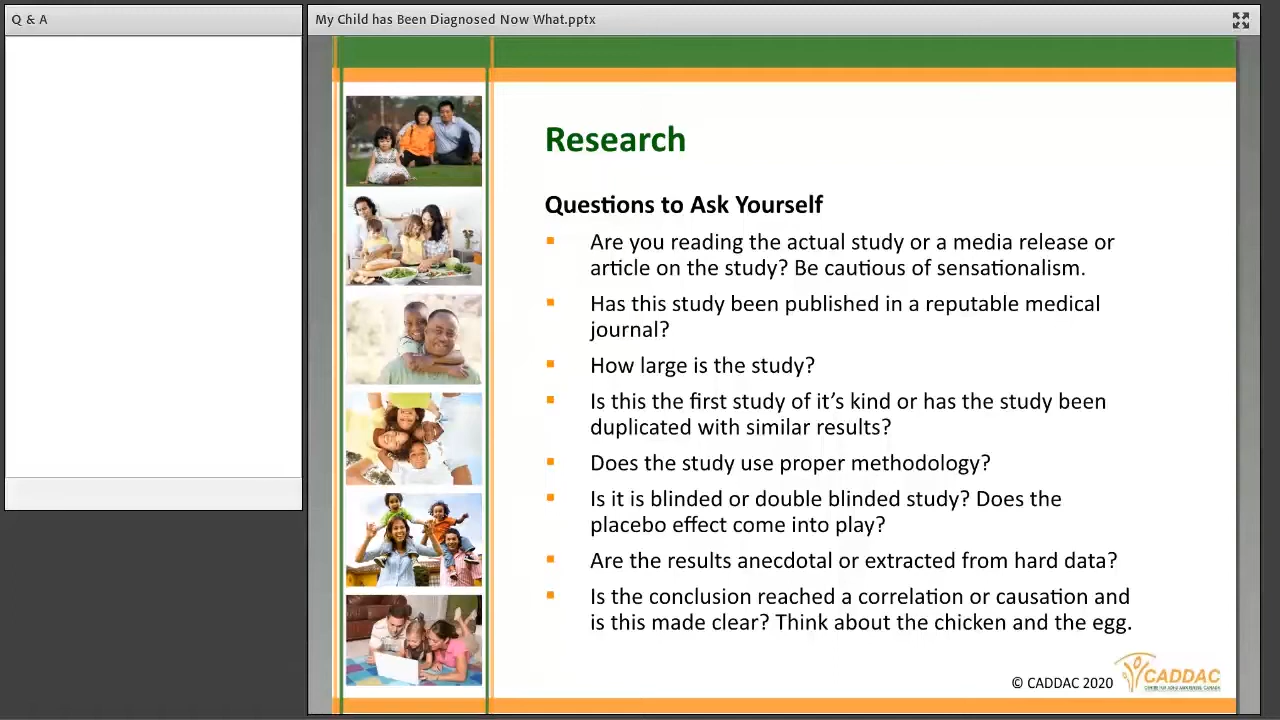 Q & A
My Child has Been Diagnosed Now What.pptx
Research
Questions to Ask Yourself
Are you reading the actual study or a media release or
article on the study? Be cautious of sensationalism.
Has this study been published in a reputable medical
journal?
How large is the study?
Is this the first study of it’s kind or has the study been
duplicated with similar results?
Does the study use proper methodology?
Is it is blinded or double blinded study? Does the
placebo effect come into play?
Are the results anecdotal or extracted from hard data?
Is the conclusion reached a correlation or causation and
is this made clear? Think about the chicken and the egg.
© CADDAC 2020
CADDAC